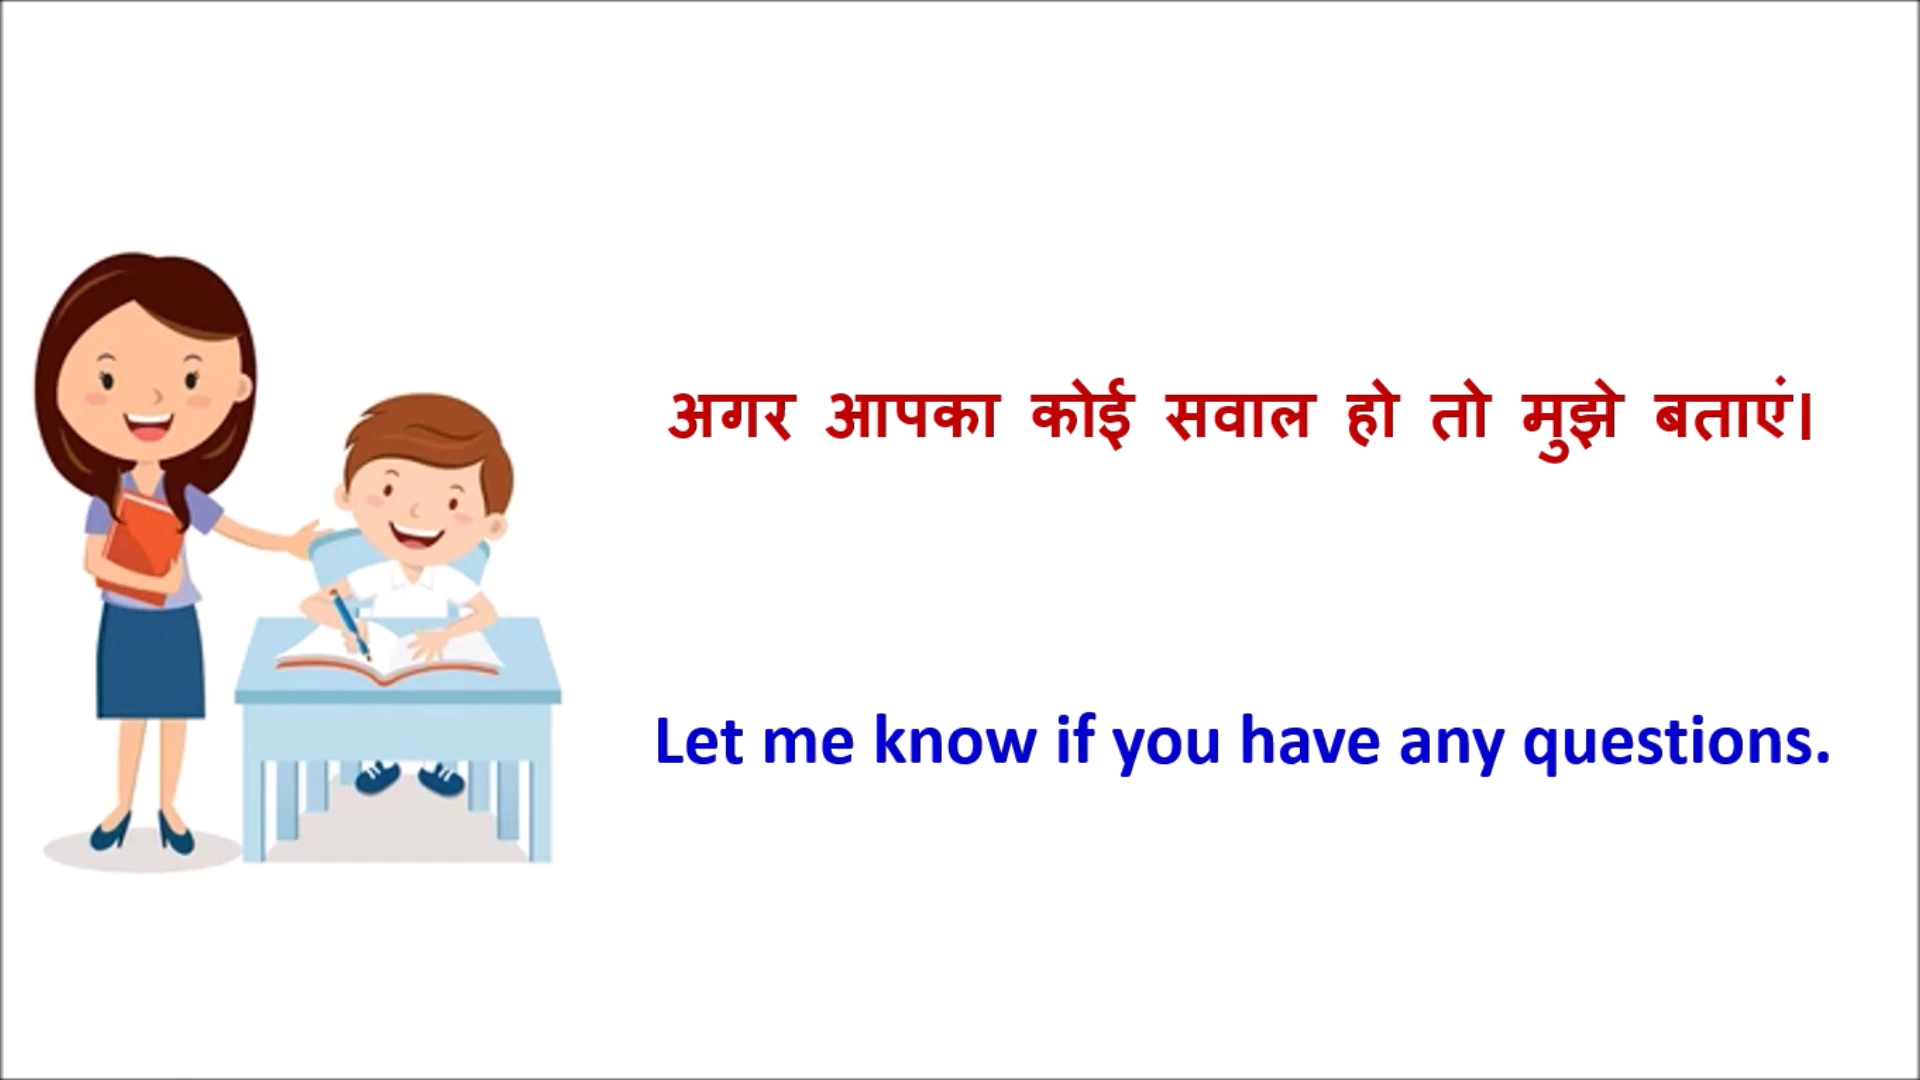 अगर आपका कोई सवाल हो तो मुझे बताएं।
Let me know if you have any questions.